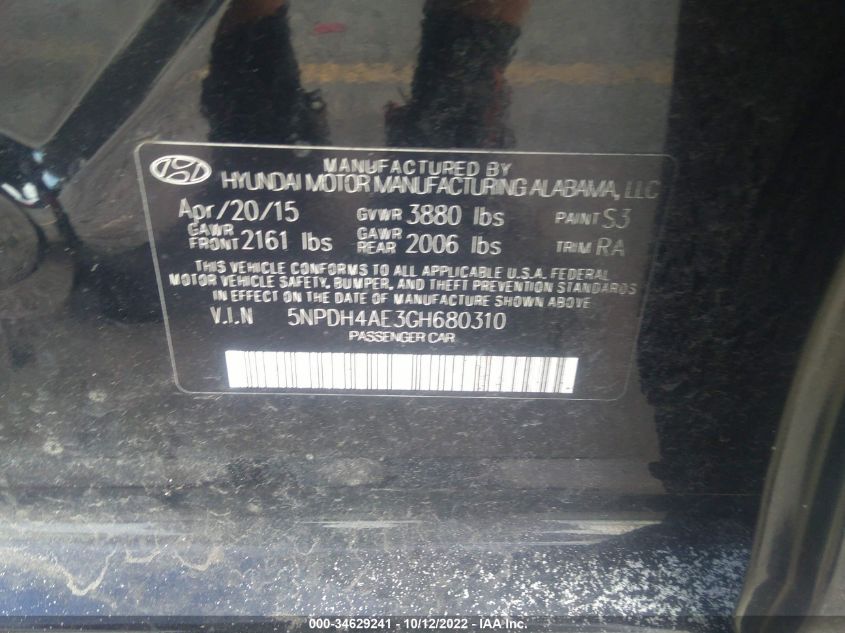 MANUFACTURED BY
HYUNDAI MOTOR MANUFACTURING ALABAMA, LLC
Apr/20/15 GVWR 3880 lbs PAINT S3
GAWR FRONT 2161 lbs GAWR REAR 2006 lbs TRIM RA
THIS VEHICLE CONFORMS TO ALL APPLICABLE U.S.A. FEDERAL
MOTOR VEHICLE SAFETY, BUMPER, AND THEFT PREVENTION STANDARDS
IN EFFECT ON THE DATE OF MANUFACTURE SHOWN ABOVE.
V.I.N 5NPDH4AE3GH680310
PASSENGER CAR
000-34629241 - 10/12/2022 - IAA Inc.